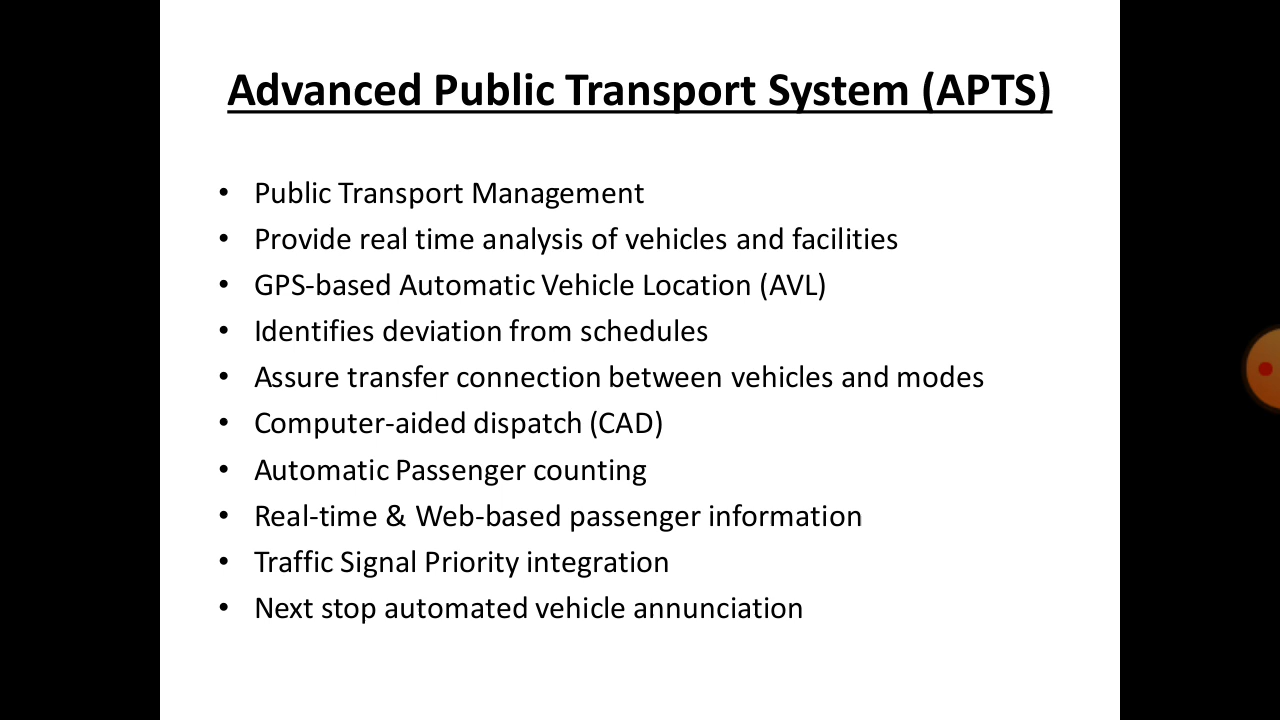 Advanced Public Transport System (APTS)
• Public Transport Management
• Provide real time analysis of vehicles and facilities
• GPS-based Automatic Vehicle Location (AVL)
• Identifies deviation from schedules
• Assure transfer connection between vehicles and modes
• Computer-aided dispatch (CAD)
• Automatic Passenger counting
• Real-time & Web-based passenger information
• Traffic Signal Priority integration
• Next stop automated vehicle annunciation